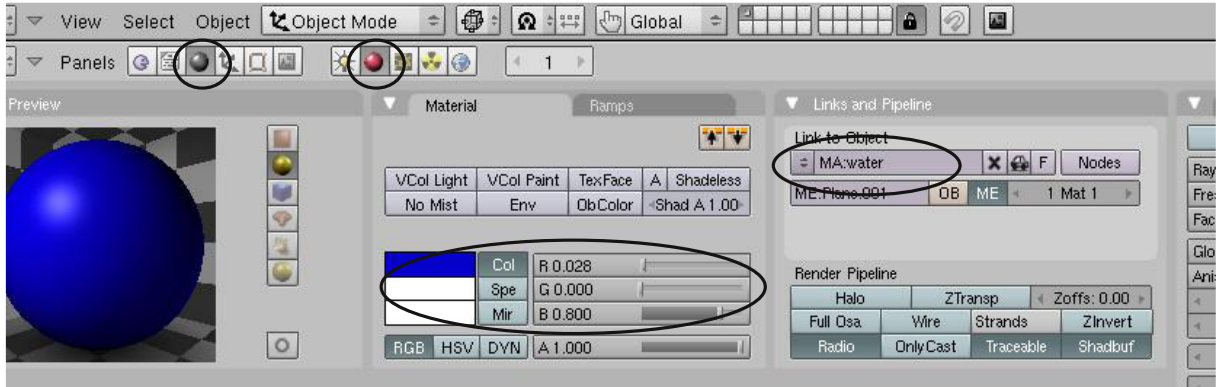 View Select Object Object Mode Global
Panels 1
Preview
Material Ramps
Links and Pipeline
Link to Object
MA:water F Nodes
VCol Light VCol Paint TexFace A Shadeless
No Mist Env ObColor Shad A 1.00
ME:Plane.001 OB ME 1 Mat 1
Col R 0.028
Spe G 0.000
Mir B 0.800
RGB HSV DYN A 1.000
Render Pipeline
Halo ZTransp Zoffs: 0.00
Full Osa Wire Strands ZInvert
Radio OnlyCast Traceable Shadbuf
Ray
Fre
Fac
Glo
Ani